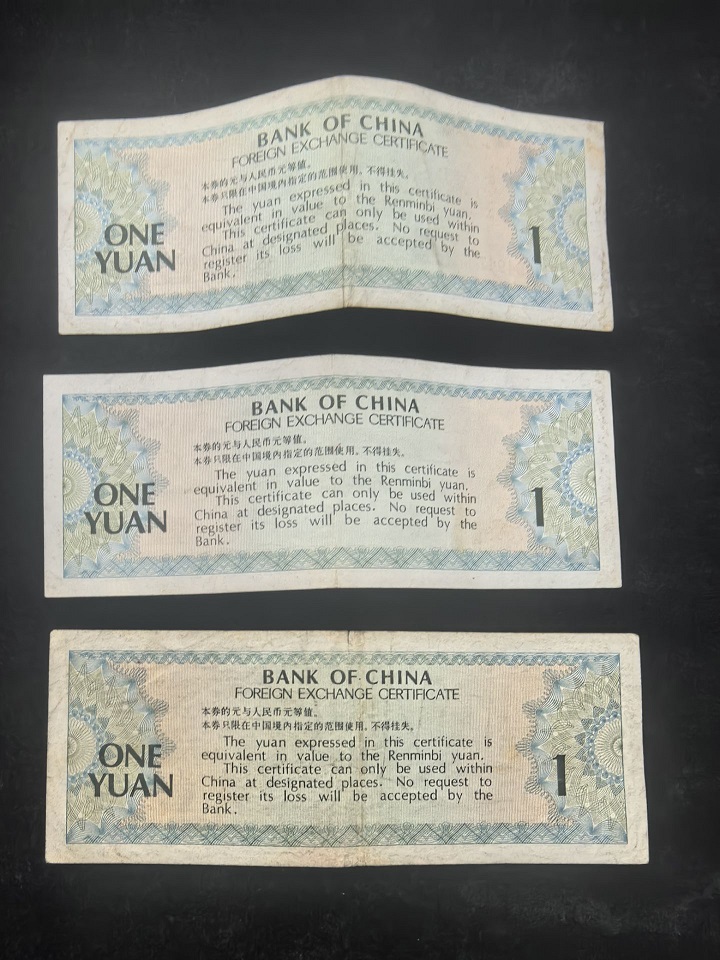 BANK OF CHINA
FOREIGN EXCHANGE CERTIFICATE
本券的元与人民币元等值。
本券只限在中国境内指定的范围使用,不得挂失。
The yuan expressed in this certificate is
equivalent in value to the Renminbi yuan.
This certificate can only be used within
China at designated places. No request to
register its loss will be accepted by the
Bank.
ONE
YUAN
1
BANK OF CHINA
FOREIGN EXCHANGE CERTIFICATE
本券的元与人民币元等值。
本券只限在中国境内指定的范围使用,不得挂失。
The yuan expressed in this certificate is
equivalent in value to the Renminbi yuan.
This certificate can only be used within
China at designated places. No request to
register its loss will be accepted by the
Bank.
ONE
YUAN
1
BANK OF CHINA
FOREIGN EXCHANGE CERTIFICATE
本券的元与人民币元等值。
本券只限在中国境内指定的范围使用,不得挂失。
The yuan expressed in this certificate is
equivalent in value to the Renminbi yuan.
This certificate can only be used within
China at designated places. No request to
register its loss will be accepted by the
Bank.
ONE
YUAN
1